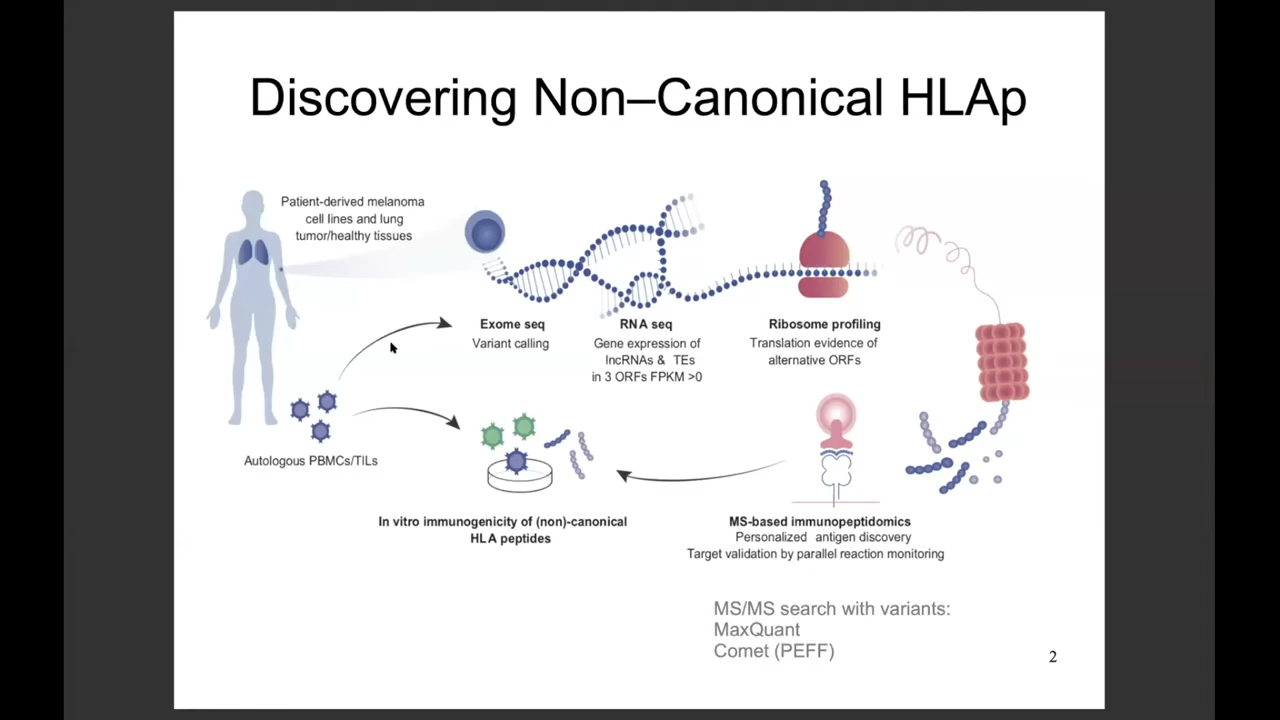 Discovering Non–Canonical HLAp
Patient-derived melanoma
cell lines and lung
tumor/healthy tissues
Exome seq
Variant calling
RNA seq
Gene expression of
lncRNAs & TEs
in 3 ORFs FPKM >0
Ribosome profiling
Translation evidence of
alternative ORFs
Autologous PBMCs/TILs
In vitro immunogenicity of (non)-canonical
HLA peptides
MS-based immunopeptidomics
Personalized antigen discovery
Target validation by parallel reaction monitoring
MS/MS search with variants:
MaxQuant
Comet (PEFF)
2